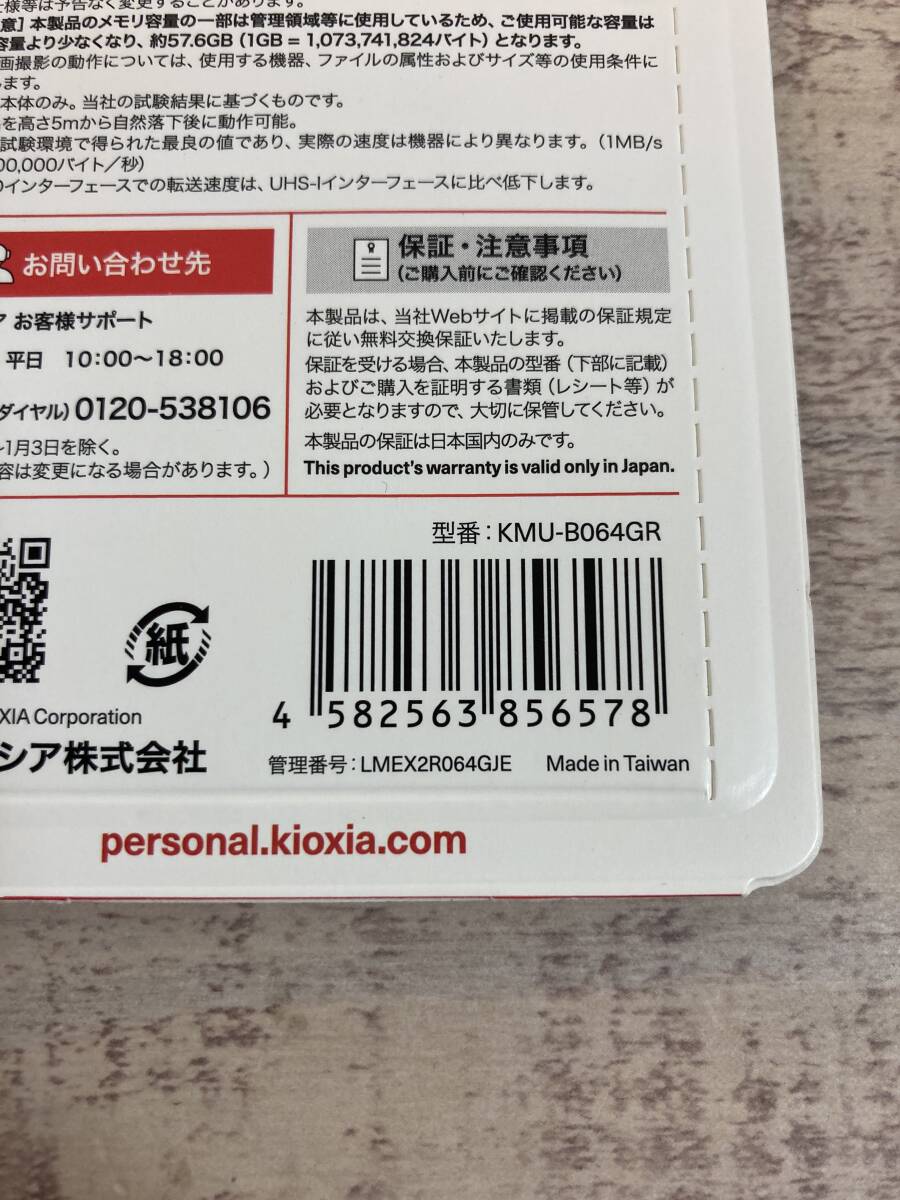 仕様等は予告なく変更することがあります。
意］本製品のメモリ容量の一部は管理領域等に使用しているため、ご使用可能な容量は
容量より少なくなり、約57.6GB（1GB = 1,073,741,824バイト）となります。
画撮影の動作については、使用する機器、ファイルの属性およびサイズ等の使用条件に
します。
本体のみ。当社の試験結果に基づくものです。
を高さ5mから自然落下後に動作可能。
試験環境で得られた最良の値であり、実際の速度は機器により異なります。（1MB/s
00,000バイト／秒）
インターフェースでの転送速度は、UHS-Iインターフェースに比べ低下します。
お問い合わせ先
ア お客様サポート
平日 10:00〜18:00
ダイヤル) 0120-538106
〜1月3日を除く。
容は変更になる場合があります。）
保証・注意事項
(ご購入前にご確認ください)
本製品は、当社Webサイトに掲載の保証規定
に従い無料交換保証いたします。
保証を受ける場合、本製品の型番（下部に記載）
およびご購入を証明する書類（レシート等）が
必要となりますので、大切に保管してください。
本製品の保証は日本国内のみです。
This product's warranty is valid only in Japan.
型番：KMU-B064GR
紙
4 582563 856578
XIA Corporation
シア株式会社
管理番号：LMEX2R064GJE Made in Taiwan
personal.kioxia.com